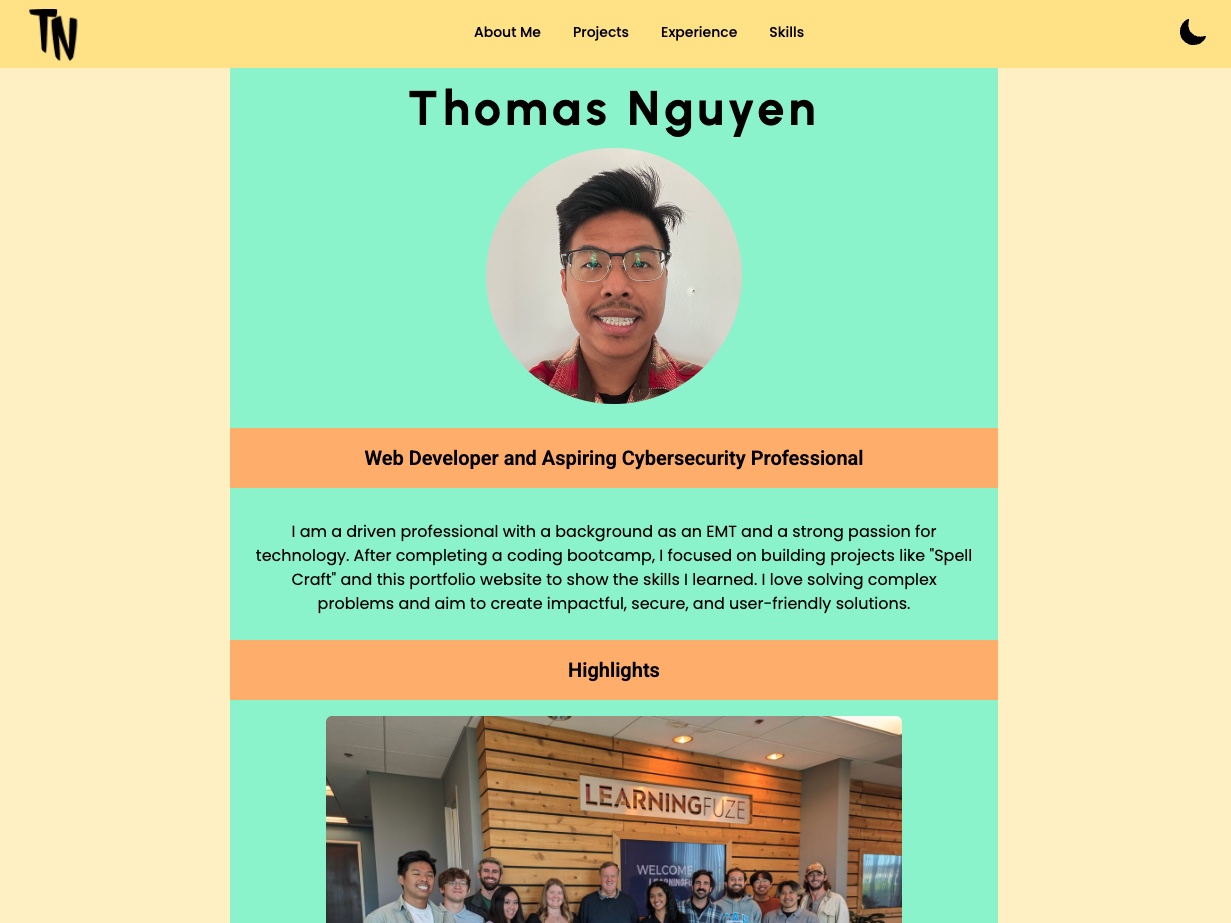 TN
About Me
Projects
Experience
Skills
Thomas Nguyen
Web Developer and Aspiring Cybersecurity Professional
I am a driven professional with a background as an EMT and a strong passion for
technology. After completing a coding bootcamp, I focused on building projects like "Spell
Craft" and this portfolio website to show the skills I learned. I love solving complex
problems and aim to create impactful, secure, and user-friendly solutions.
Highlights
LEARNINGFUZE
WELCOME